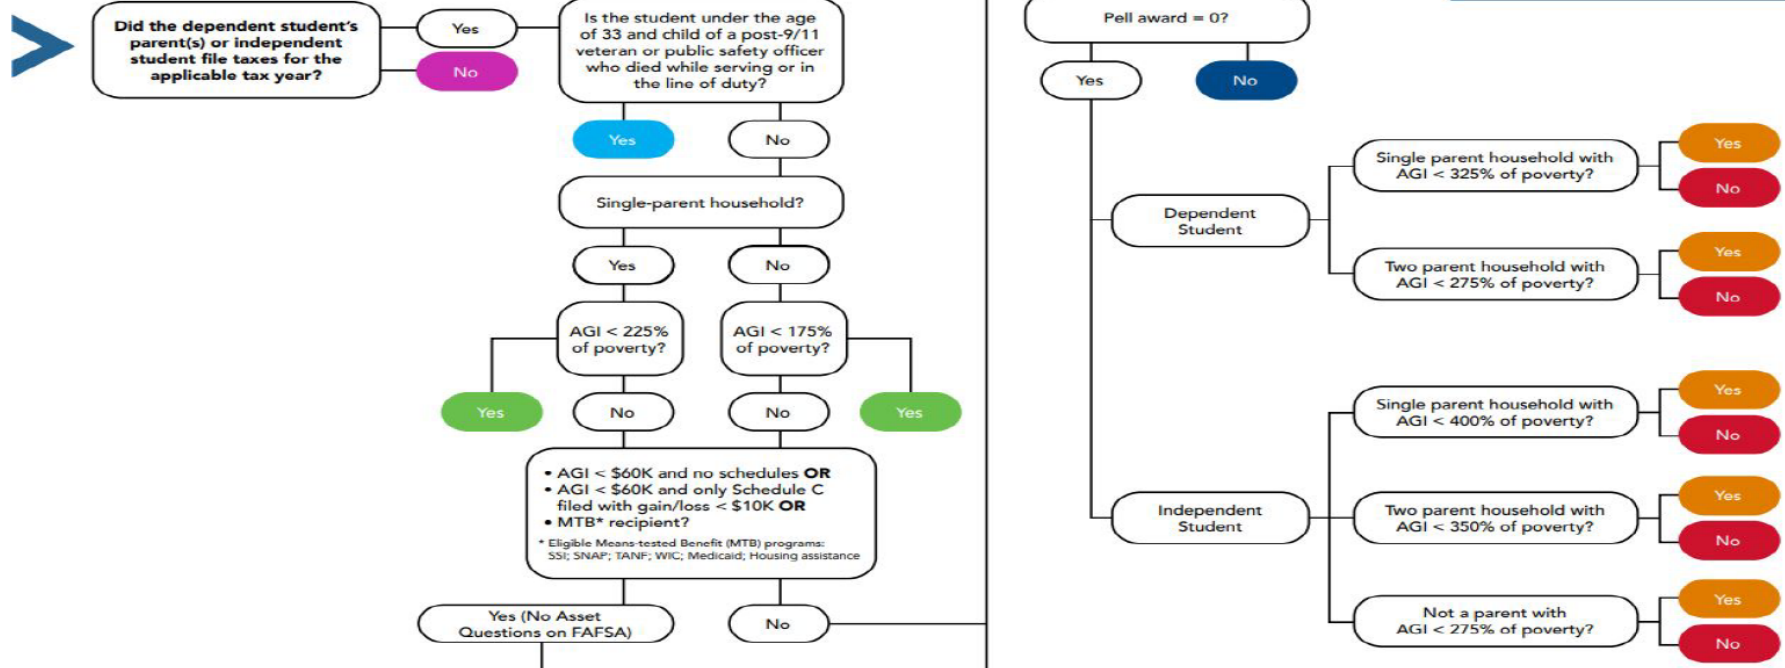 Did the dependent student's
parent(s) or independent
student file taxes for the
applicable tax year?
Yes
No
Is the student under the age
of 33 and child of a post-9/11
veteran or public safety officer
who died while serving or in
the line of duty?
Yes
No
Single-parent household?
Yes
No
AGI < 225%
of poverty?
AGI < 175%
of poverty?
Yes
No
No
Yes
• AGI < $60K and no schedules OR
• AGI < $60K and only Schedule C
filed with gain/loss < $10K OR
• MTB* recipient?
* Eligible Means-tested Benefit (MTB) programs:
SSI; SNAP; TANF; WIC; Medicaid; Housing assistance
Yes (No Asset
Questions on FAFSA)
No
Pell award = 0?
Yes
No
Dependent
Student
Single parent household with
AGI < 325% of poverty?
Yes
No
Two parent household with
AGI < 275% of poverty?
Yes
No
Independent
Student
Single parent household with
AGI < 400% of poverty?
Yes
No
Two parent household with
AGI < 350% of poverty?
Yes
No
Not a parent with
AGI < 275% of poverty?
Yes
No